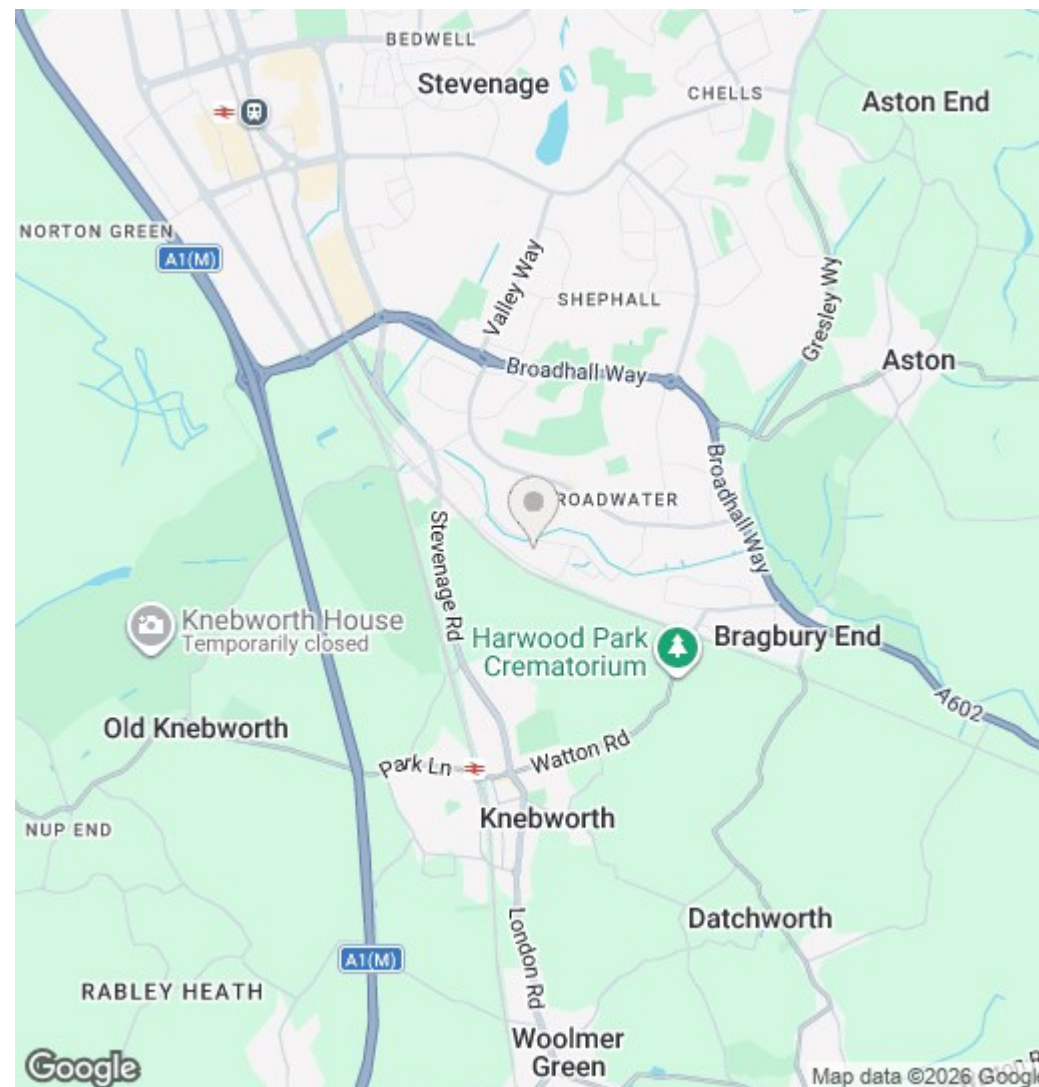 BEDWELL
Stevenage
CHELLS
Aston End
NORTON GREEN
A1(M)
Valley Way
SHEPHALL
Gresley Wy
Broadhall Way
Aston
ROADWATER
Broadhall Way
Stevenage Rd
Knebworth House
Temporarily closed
Harwood Park
Crematorium
Bragbury End
A602
Old Knebworth
Park Ln
Watton Rd
Knebworth
NUP END
Datchworth
London Rd
A1(M)
RABLEY HEATH
Woolmer
Green
Google
Map data ©2026 Google